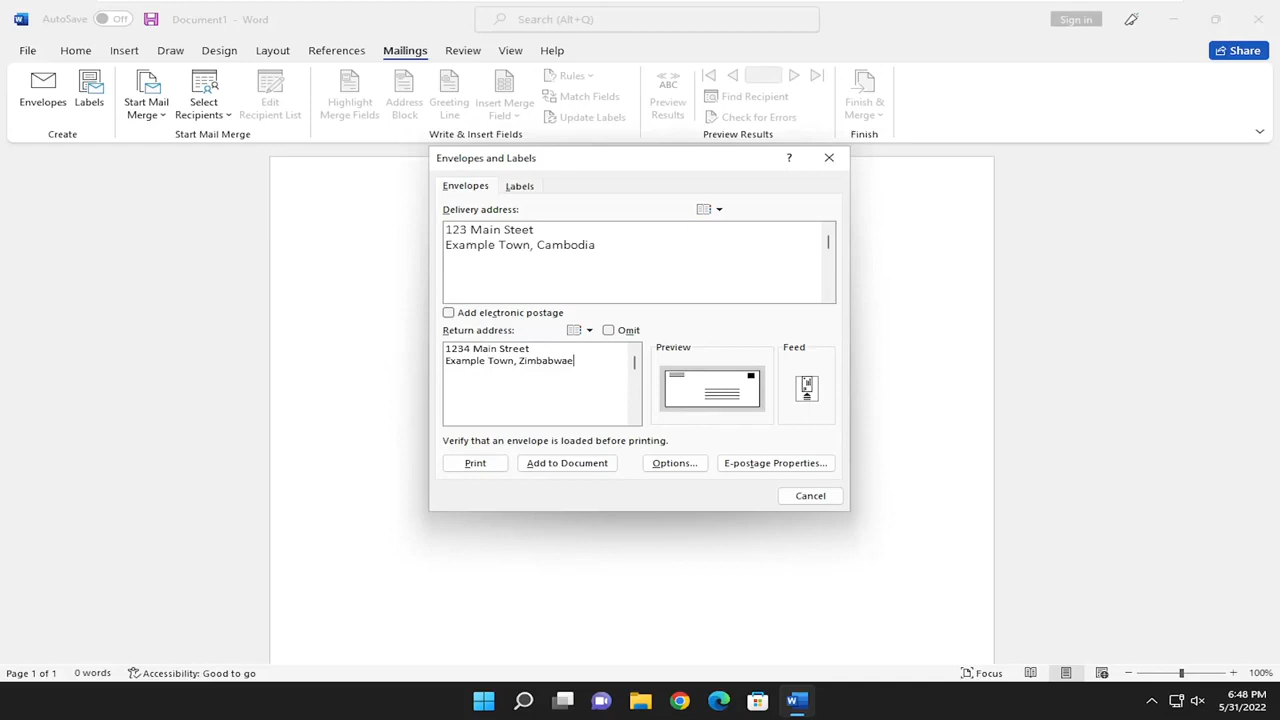 AutoSave Off Document1 - Word Search (Alt+Q) Sign in
File Home Insert Draw Design Layout References Mailings Review View Help Share
Envelopes Labels Start Mail Merge Select Recipients Edit Recipient List Highlight Merge Fields Address Block Greeting Line Insert Merge Field Rules Match Fields Update Labels ABC Preview Results Find Recipient Check for Errors Finish & Merge
Create Start Mail Merge Write & Insert Fields Preview Results Finish
Envelopes and Labels ?
Envelopes Labels
Delivery address:
123 Main Steet
Example Town, Cambodia
Add electronic postage
Return address: Omit
1234 Main Street
Example Town, Zimbabwae
Preview Feed
Verify that an envelope is loaded before printing.
Print Add to Document Options... E-postage Properties...
Cancel
Page 1 of 1 0 words Accessibility: Good to go Focus 100%
6:48 PM
5/31/2022